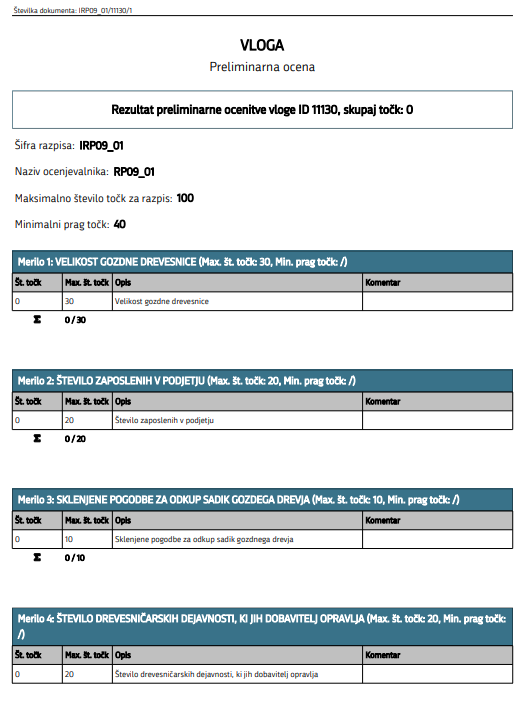 Številka dokumenta: IRP09_01/11130/1
VLOGA
Preliminarna ocena
Rezultat preliminarne ocenitve vloge ID 11130, skupaj točk: 0
Šifra razpisa: IRP09_01
Naziv ocenjevalnika: RP09_01
Maksimalno število točk za razpis: 100
Minimalni prag točk: 40
Merilo 1: VELIKOST GOZDNE DREVESNICE (Max. št. točk: 30, Min. prag točk: /)
Št. točk Max. št. točk Opis Komentar
0 30 Velikost gozdne drevesnice
Σ 0 / 30
Merilo 2: ŠTEVILO ZAPOSLENIH V PODJETJU (Max. št. točk: 20, Min. prag točk: /)
Št. točk Max. št. točk Opis Komentar
0 20 Število zaposlenih v podjetju
Σ 0 / 20
Merilo 3: SKLENJENE POGODBE ZA ODKUP SADIK GOZDEGA DREVJA (Max. št. točk: 10, Min. prag točk: /)
Št. točk Max. št. točk Opis Komentar
0 10 Sklenjene pogodbe za odkup sadik gozdnega drevja
Σ 0 / 10
Merilo 4: ŠTEVILO DREVESNIČARSKIH DEJAVNOSTI, KI JIH DOBAVITELJ OPRAVLJA (Max. št. točk: 20, Min. prag točk:
/)
Št. točk Max. št. točk Opis Komentar
0 20 Število drevesničarskih dejavnosti, ki jih dobavitelj opravlja